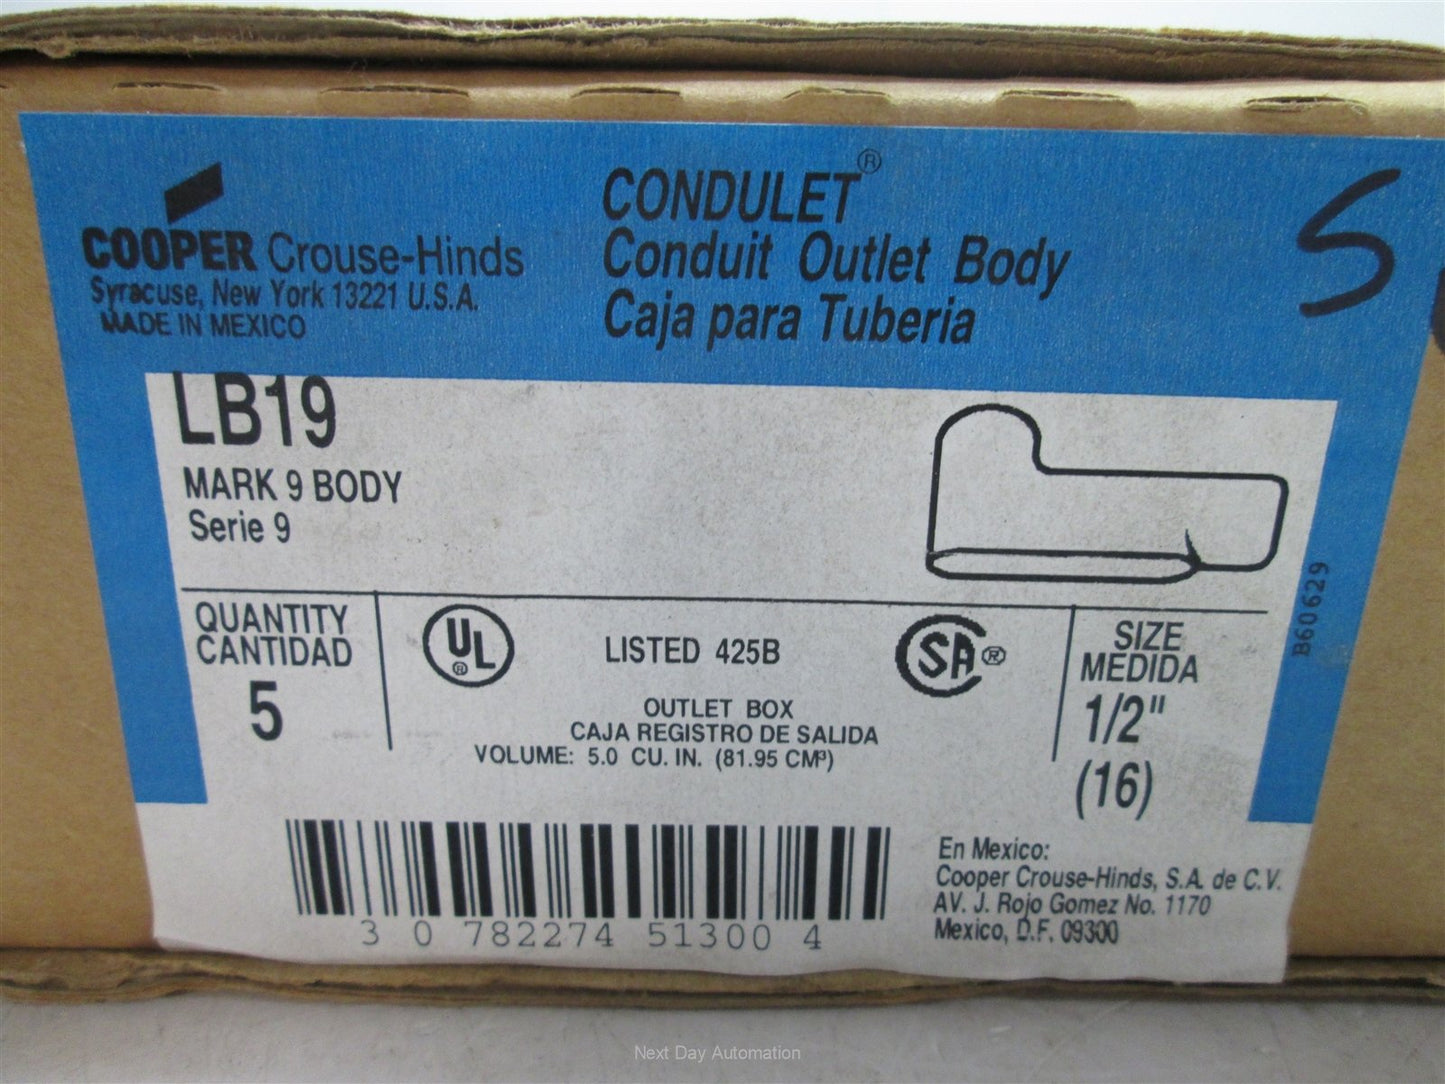 COOPER Crouse-Hinds
Syracuse, New York 13221 U.S.A.
MADE IN MEXICO
CONDULET®
Conduit Outlet Body
Caja para Tuberia
S
LB19
MARK 9 BODY
Serie 9
QUANTITY
CANTIDAD
5
UL®
LISTED 425B
SA®
OUTLET BOX
CAJA REGISTRO DE SALIDA
VOLUME: 5.0 CU. IN. (81.95 CM³)
SIZE
MEDIDA
1/2"
(16)
B60629
3 0 782274 51300 4
En Mexico:
Cooper Crouse-Hinds, S.A. de C.V.
AV. J. Rojo Gomez No. 1170
Mexico, D.F. 09300
Next Day Automation